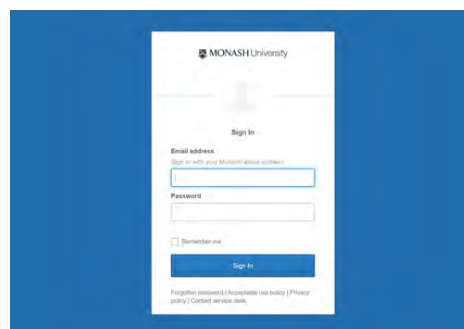 MONASH University
Sign In
Email address
Sign in with your Monash email address
Password
Remember me
Sign In
Forgotten password | Acceptable use policy | Privacy
policy | Contact service desk